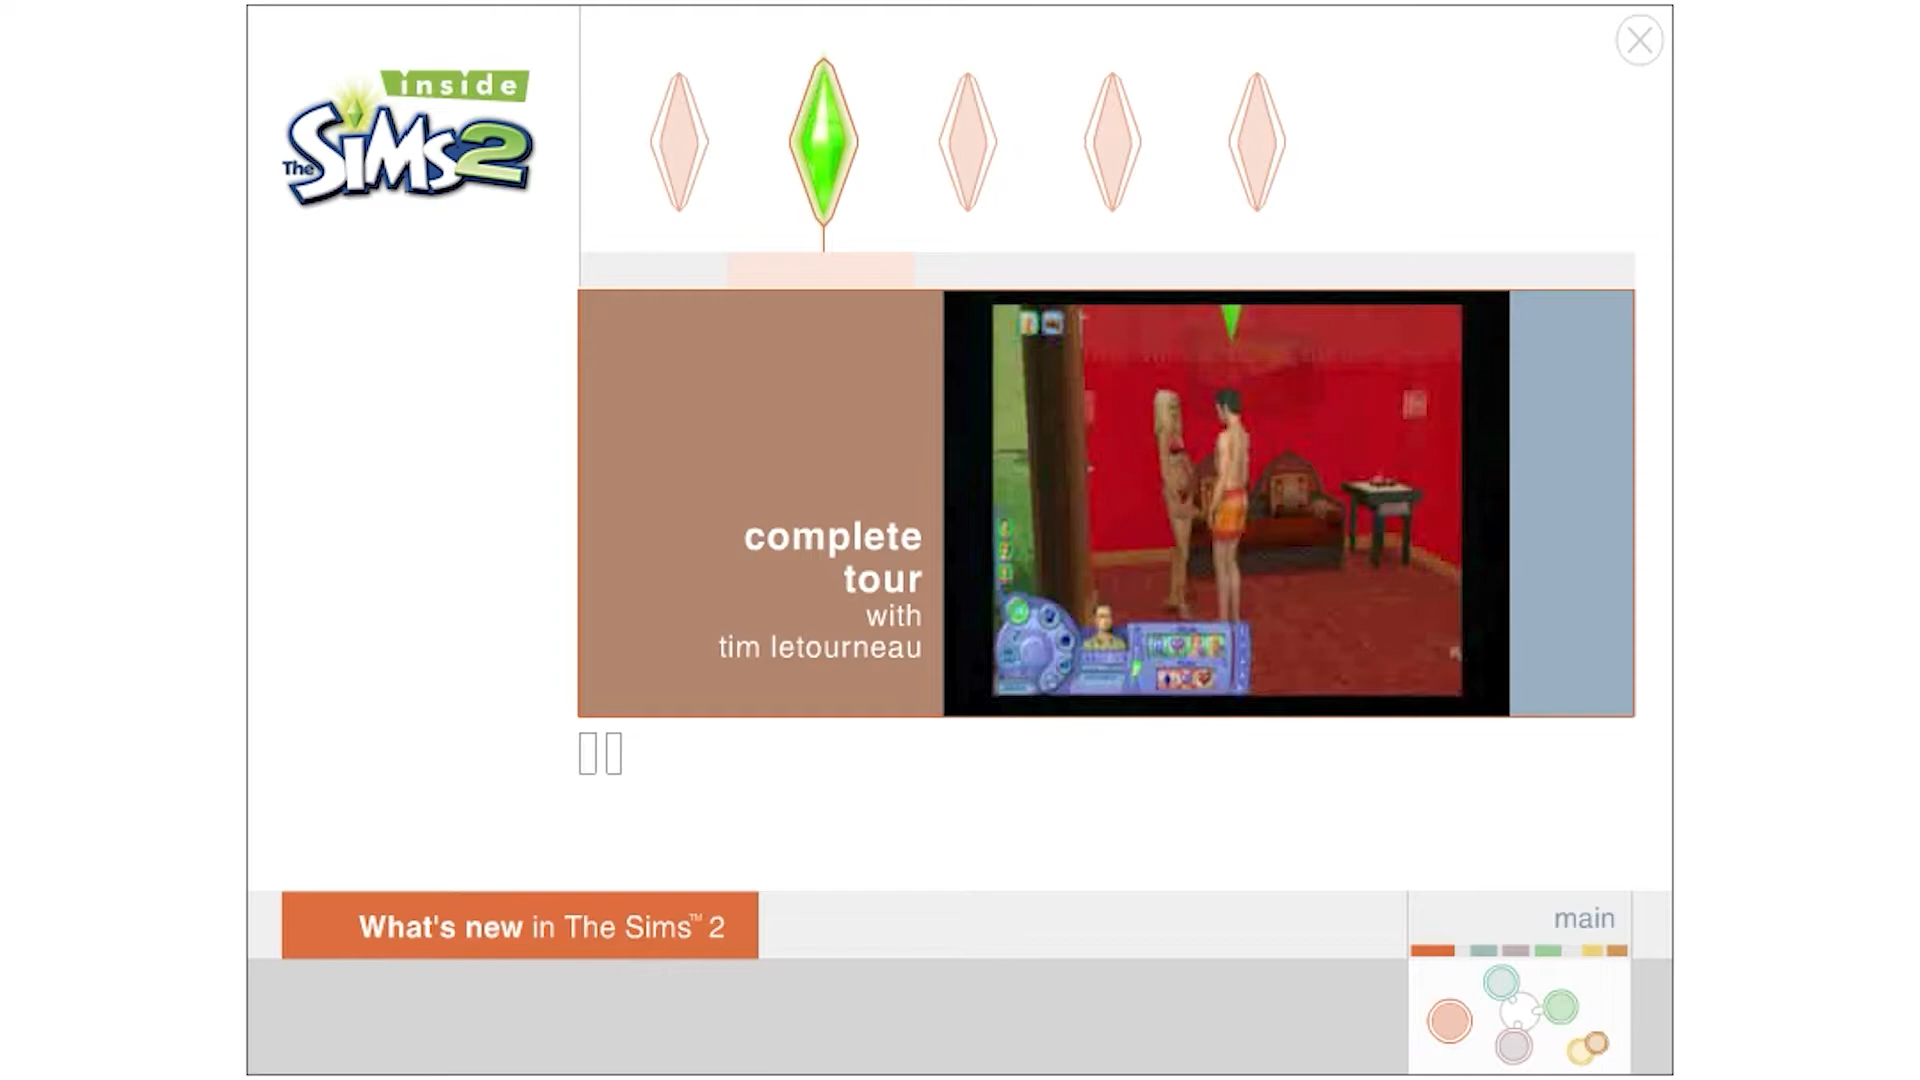 inside
The Sims 2
complete
tour
with
tim letourneau
What's new in The Sims™ 2
main